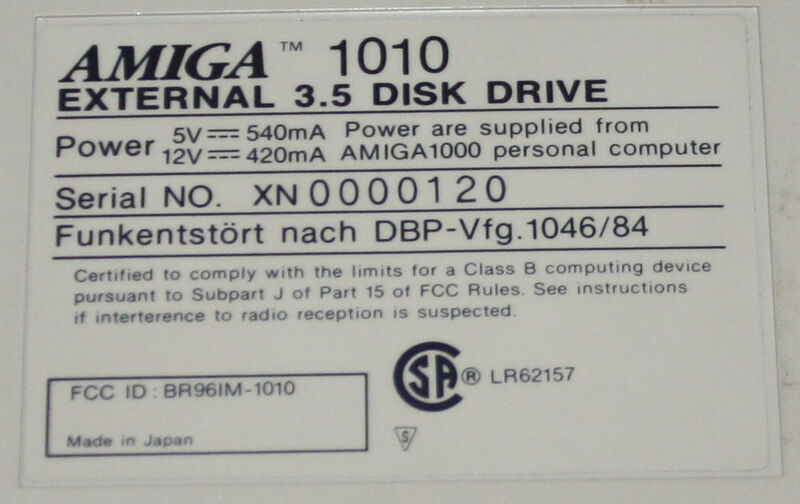 AMIGA™ 1010
EXTERNAL 3.5 DISK DRIVE
Power 5V⎓540mA Power are supplied from
12V⎓420mA AMIGA1000 personal computer
Serial NO. XN0000120
Funkentstört nach DBP-Vfg.1046/84
Certified to comply with the limits for a Class B computing device
pursuant to Subpart J of Part 15 of FCC Rules. See instructions
if interference to radio reception is suspected.
FCC ID : BR96IM-1010
Made in Japan
CSA® LR62157
S